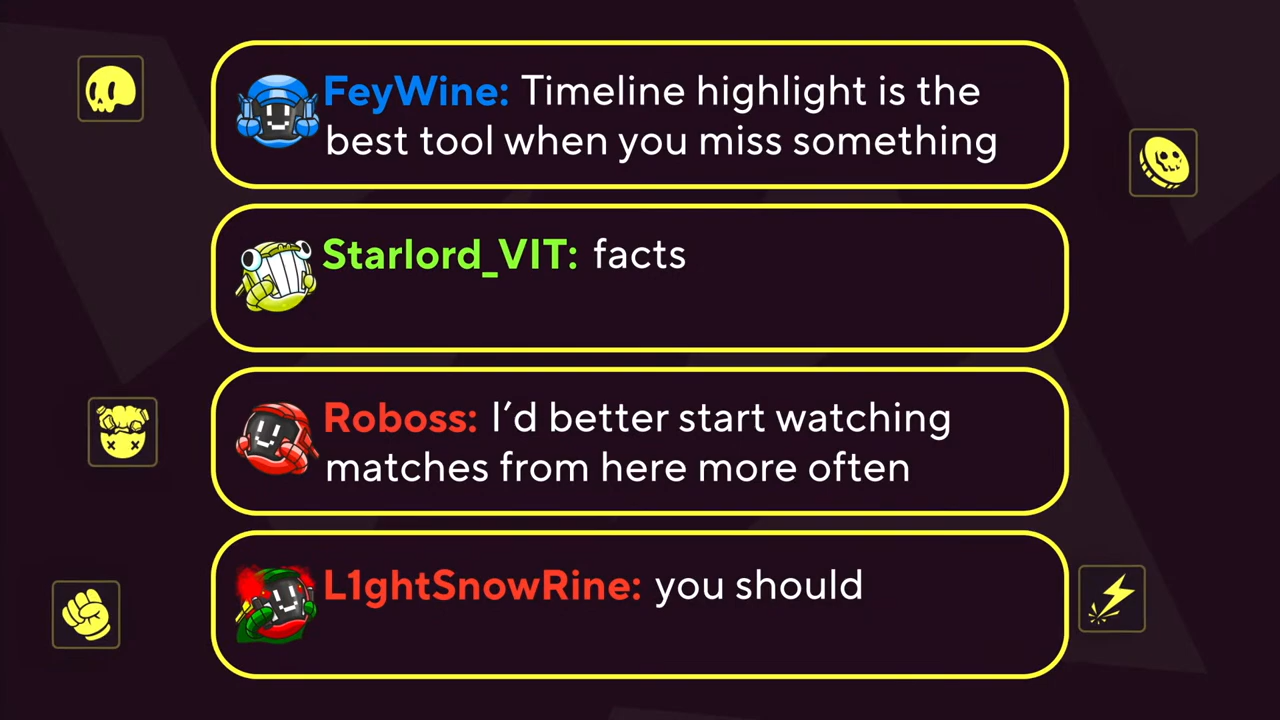 FeyWine: Timeline highlight is the
best tool when you miss something
Starlord_VIT: facts
Roboss: I’d better start watching
matches from here more often
L1ghtSnowRine: you should